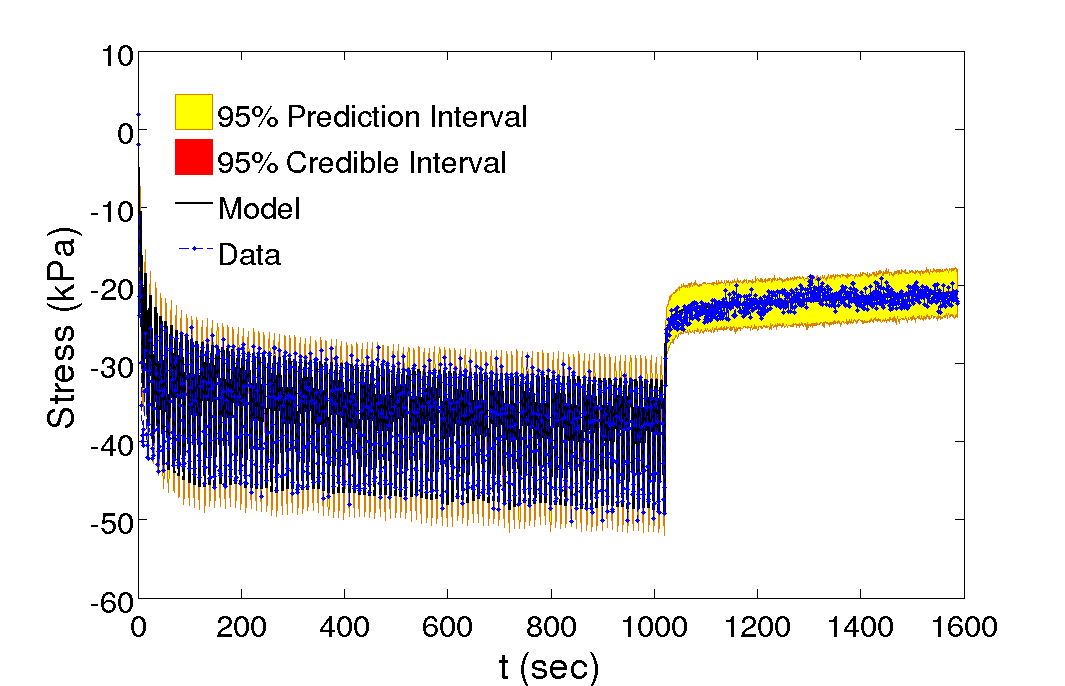 10
0
-10
-20
-30
-40
-50
-60
Stress (kPa)
95% Prediction Interval
95% Credible Interval
Model
Data
0 200 400 600 800 1000 1200 1400 1600
t (sec)